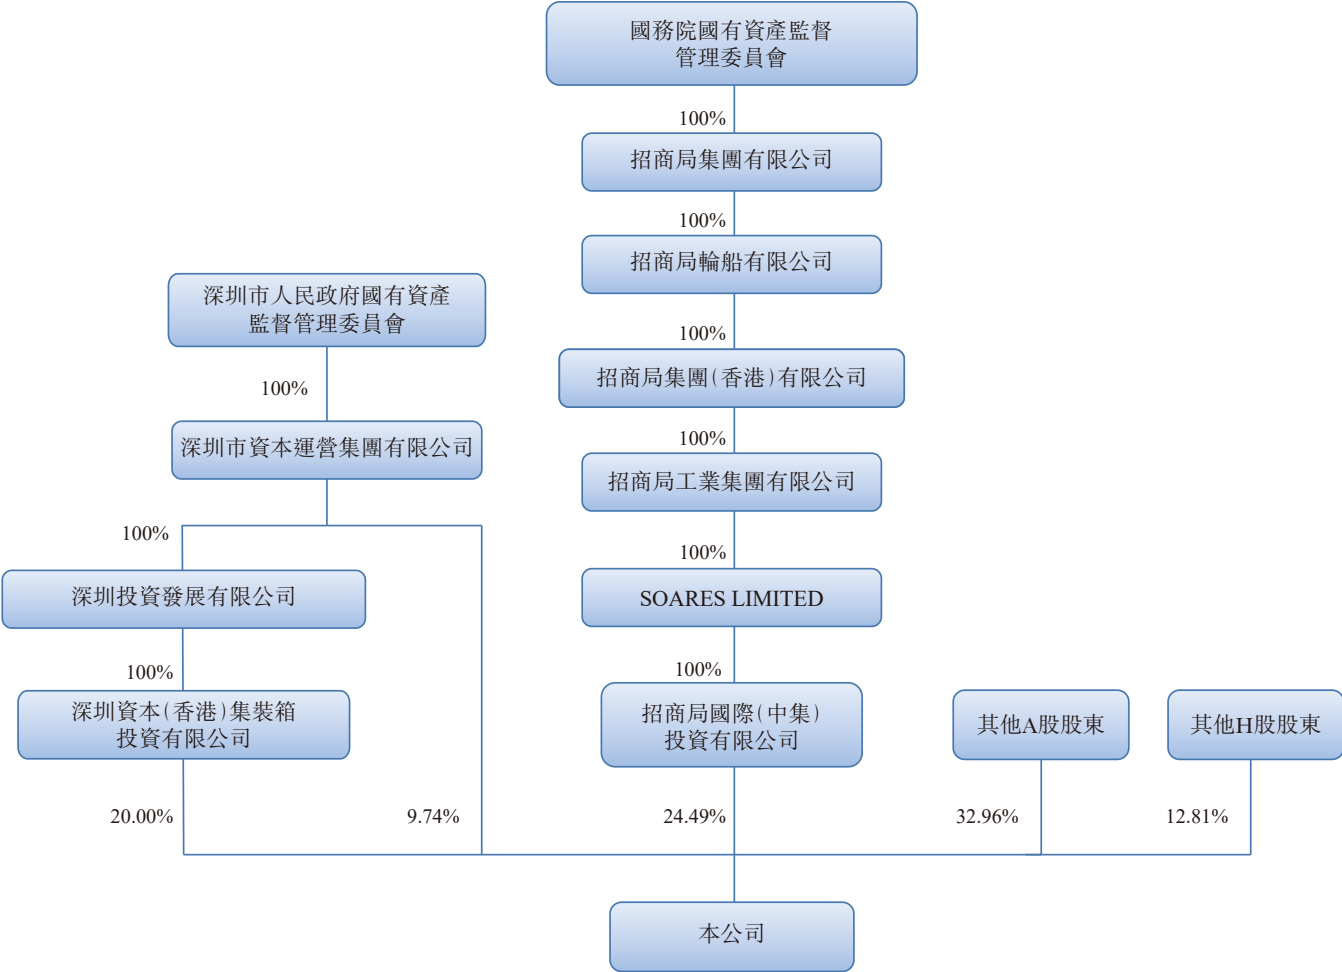 國務院國有資產監督
管理委員會
100%
招商局集團有限公司
100%
招商局輪船有限公司
深圳市人民政府國有資產
監督管理委員會
100%
招商局集團(香港)有限公司
100%
100%
深圳市資本運營集團有限公司
招商局工業集團有限公司
100%
100%
深圳投資發展有限公司
SOARES LIMITED
100%
100%
深圳資本(香港)集裝箱
投資有限公司
招商局國際(中集)
投資有限公司
其他A股股東
其他H股股東
20.00%
9.74%
24.49%
32.96%
12.81%
本公司